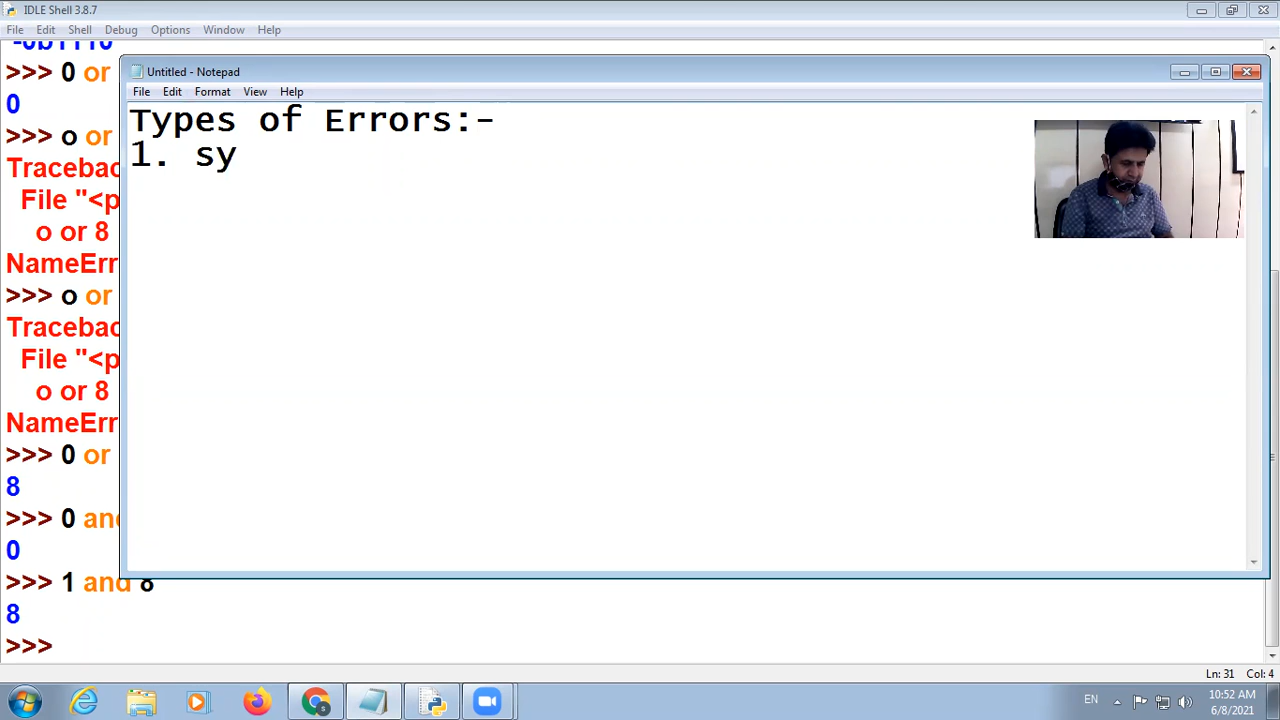 IDLE Shell 3.8.7
File Edit Shell Debug Options Window Help
-0b1110
>>> 0 or
0
>>> o or
Traceback
File "<p
o or 8
NameErr
>>> o or
Traceback
File "<p
o or 8
NameErr
>>> 0 or
8
>>> 0 and
0
>>> 1 and 8
8
>>>
Untitled - Notepad
File Edit Format View Help
Types of Errors:-
1. sy
Ln: 31 Col: 4
EN
10:52 AM
6/8/2021